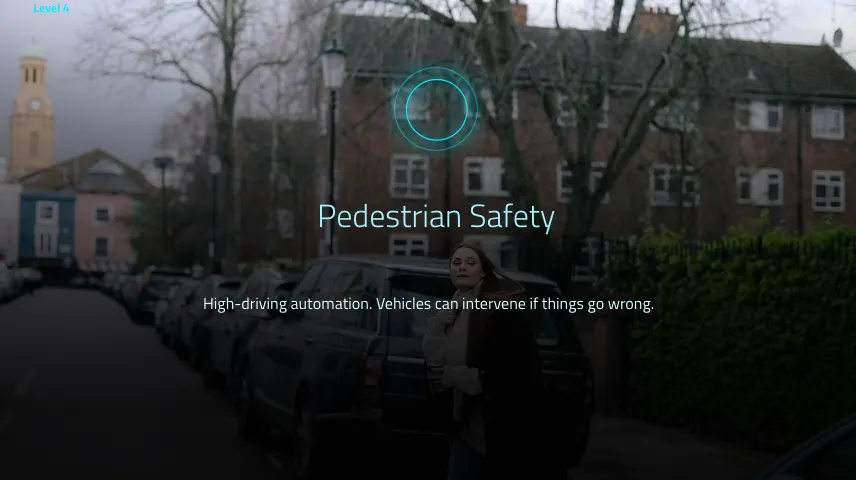 Level 4
Pedestrian Safety
High-driving automation. Vehicles can intervene if things go wrong.